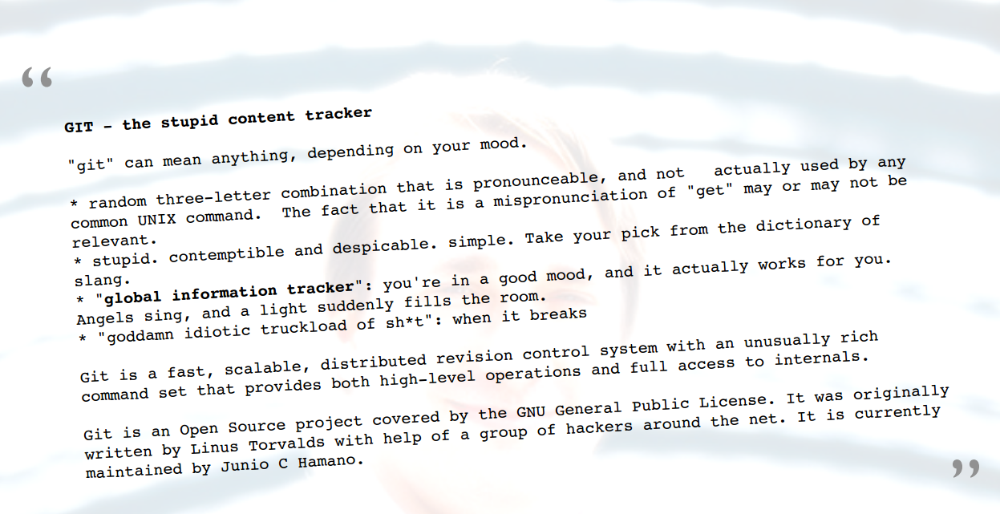 “
GIT - the stupid content tracker
"git" can mean anything, depending on your mood.
* random three-letter combination that is pronounceable, and not   actually used by any
common UNIX command.  The fact that it is a mispronunciation of "get" may or may not be
relevant.
* stupid. contemptible and despicable. simple. Take your pick from the dictionary of
slang.
* "global information tracker": you're in a good mood, and it actually works for you.
Angels sing, and a light suddenly fills the room.
* "goddamn idiotic truckload of sh*t": when it breaks
Git is a fast, scalable, distributed revision control system with an unusually rich
command set that provides both high-level operations and full access to internals.
Git is an Open Source project covered by the GNU General Public License. It was originally
written by Linus Torvalds with help of a group of hackers around the net. It is currently
maintained by Junio C Hamano.
”